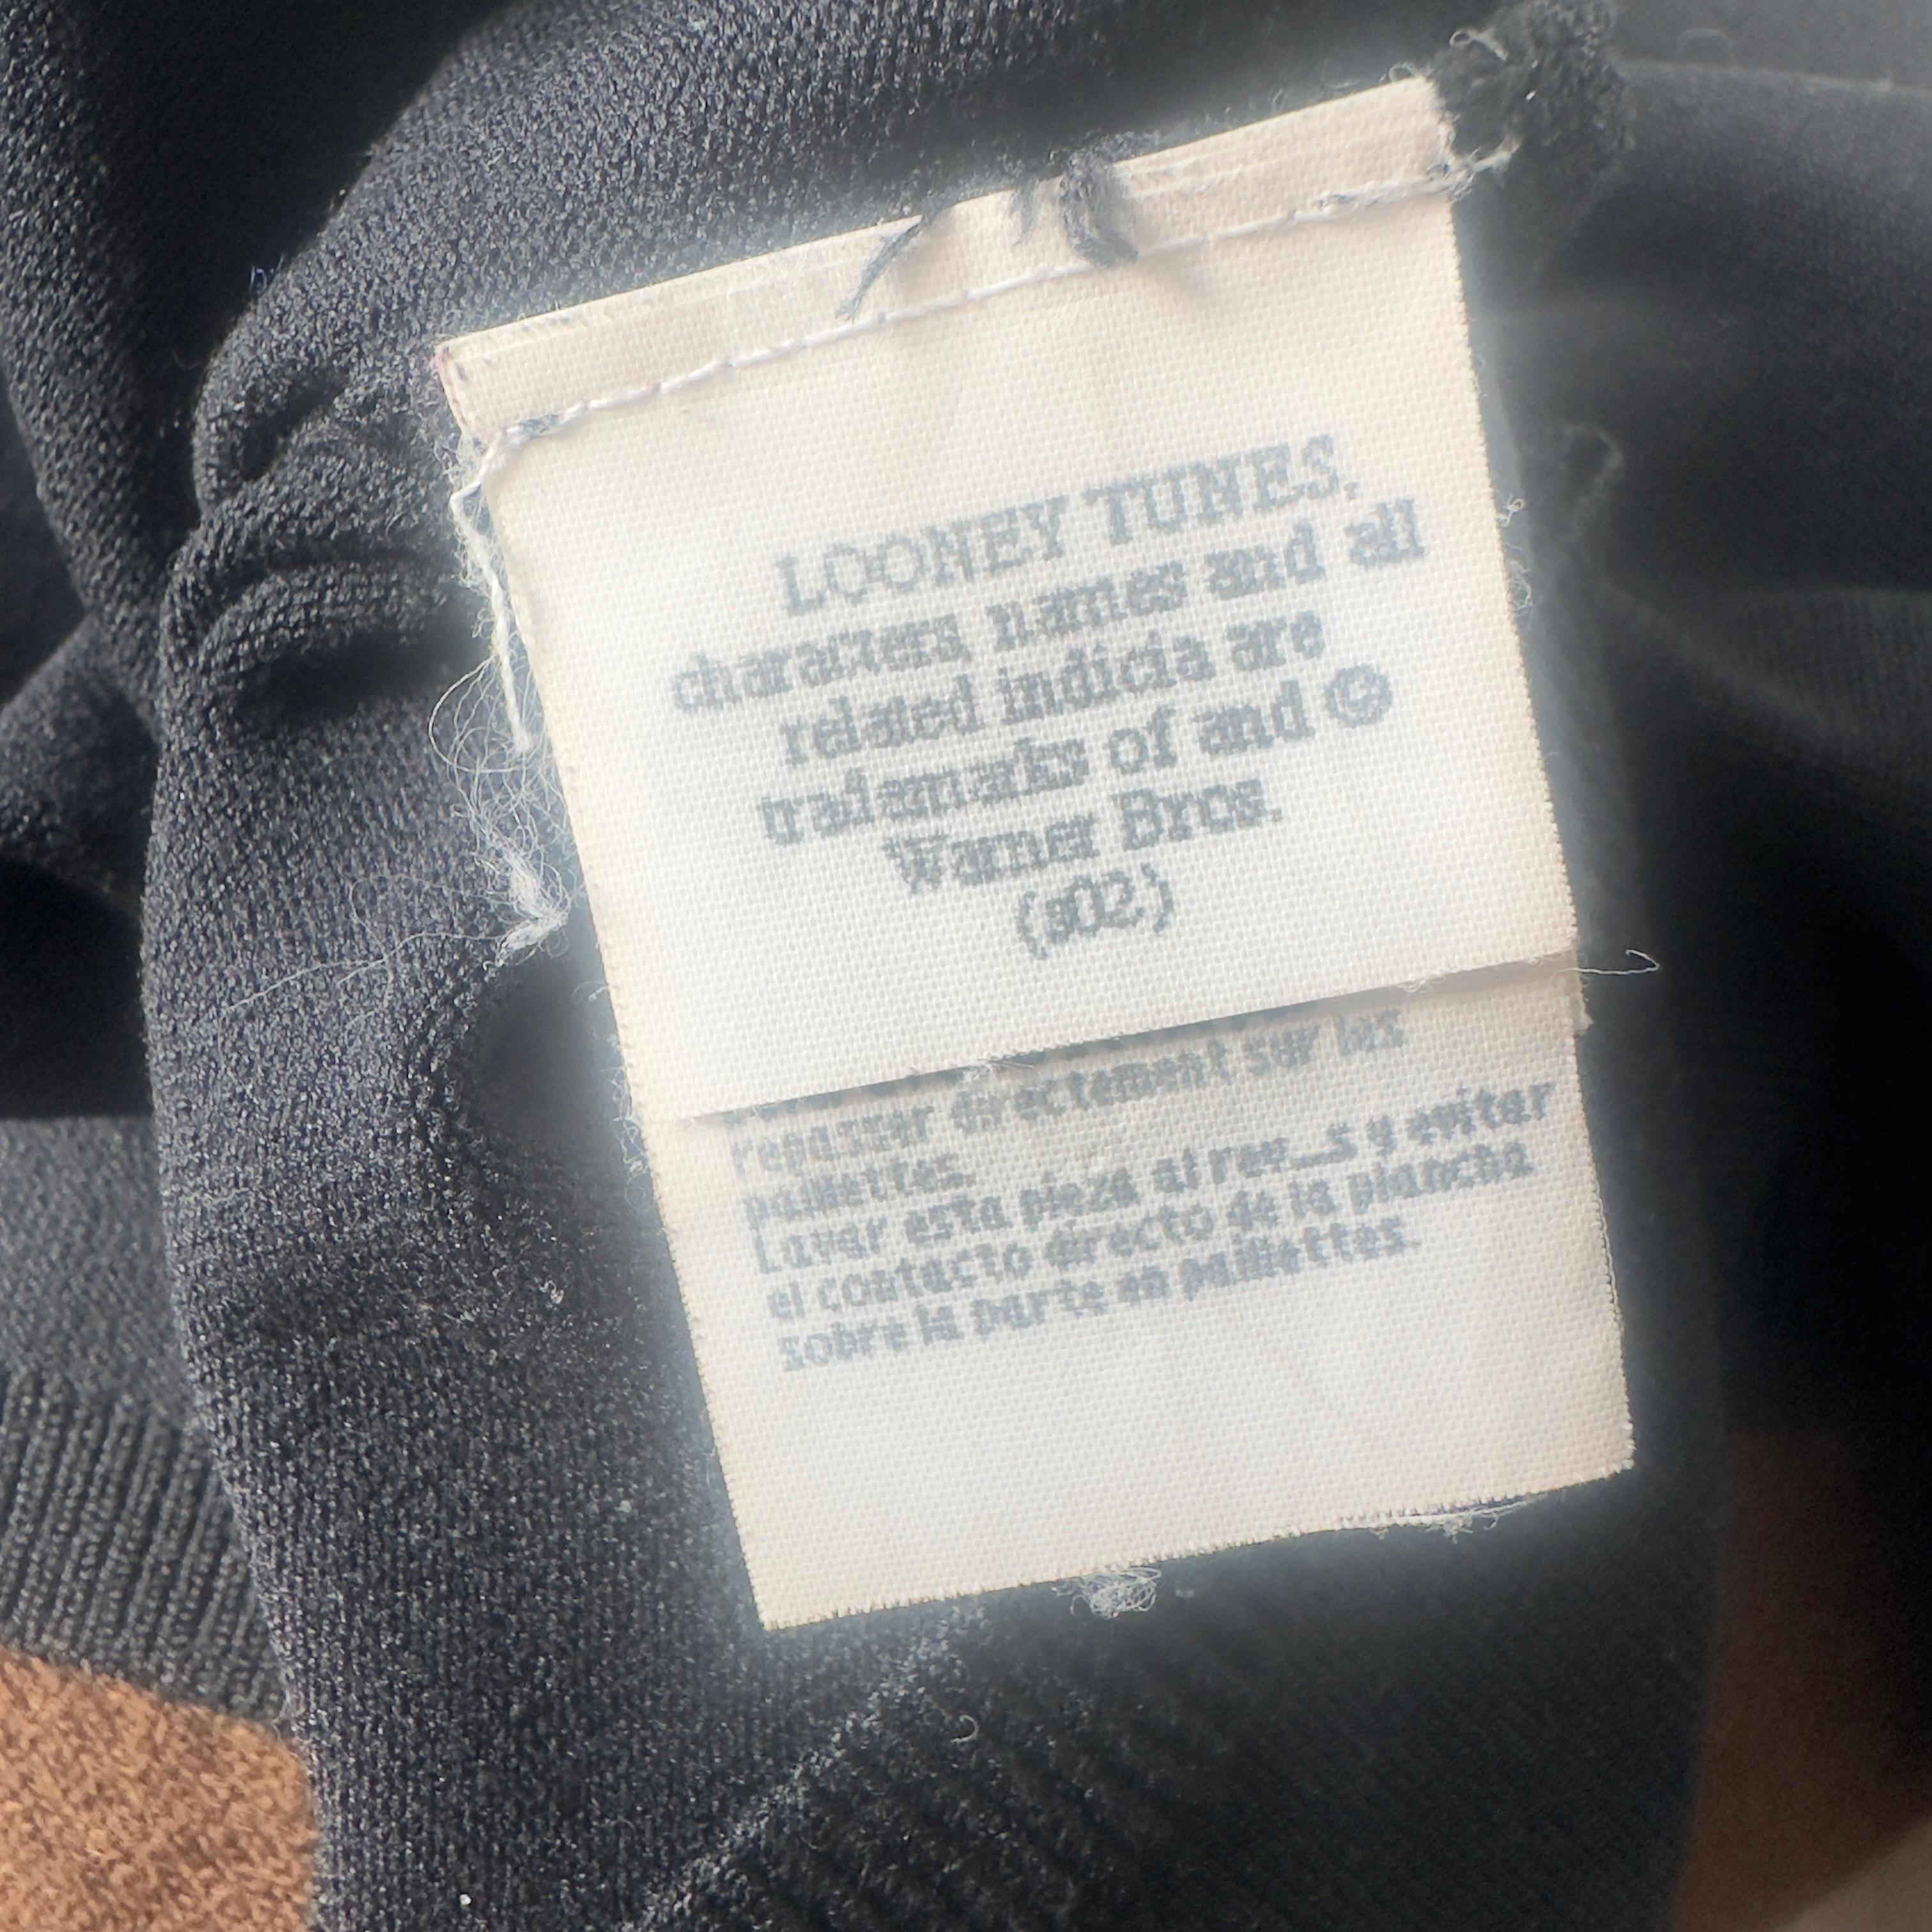 LOONEY TUNES,
characters names and all
related indicia are
trademarks of and ©
Warner Bros.
(s02)
repasser directement sur les
paillettes.
Lavar esta pieza al y evitar
el contacto directo de la plancha
sobre la parte en paillettes.